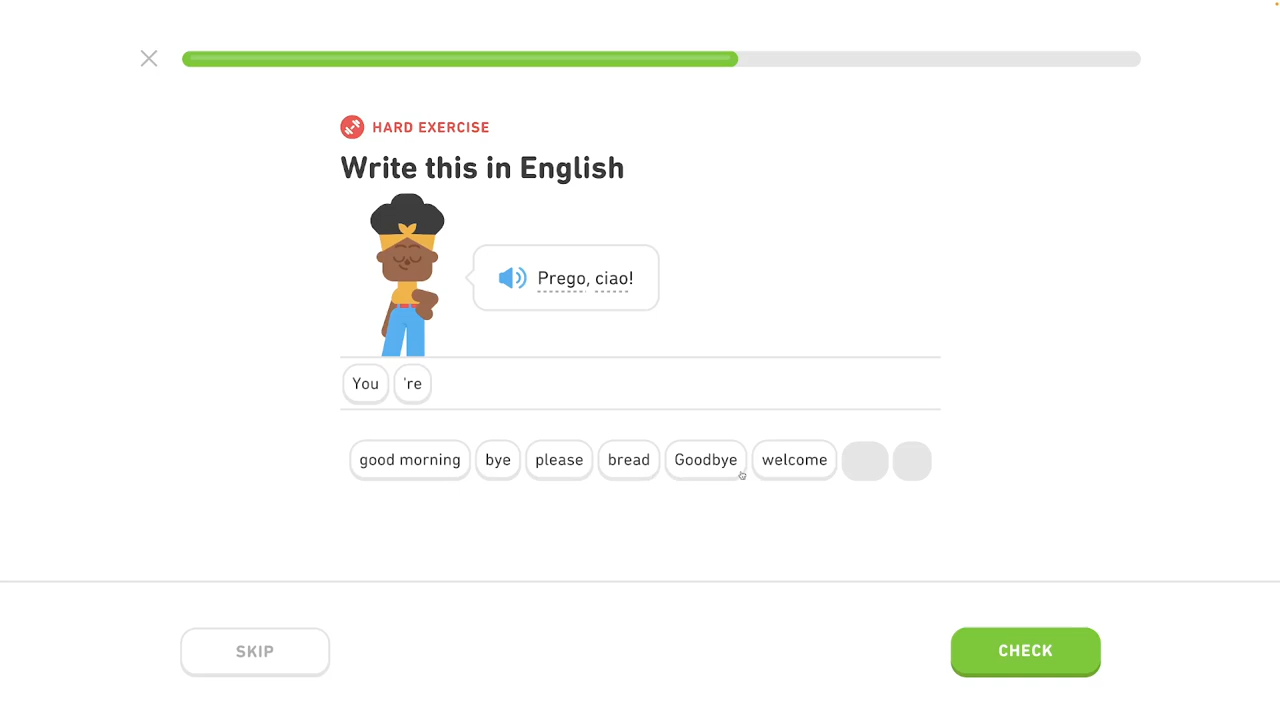 HARD EXERCISE
Write this in English
Prego, ciao!
You 're
good morning bye please bread Goodbye welcome
SKIP CHECK